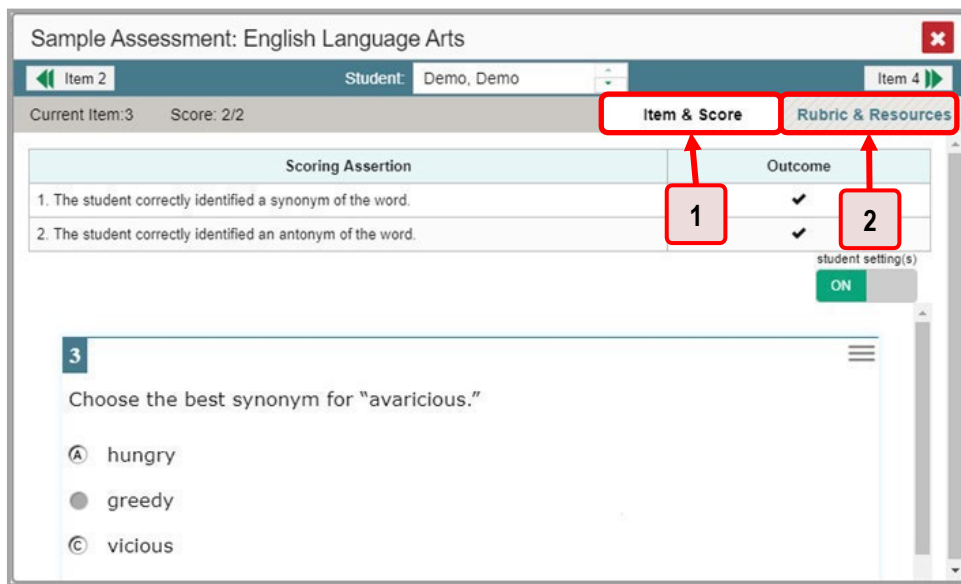 Sample Assessment: English Language Arts
Item 2 Student: Demo, Demo Item 4
Current Item:3 Score: 2/2 Item & Score Rubric & Resources
Scoring Assertion Outcome
1. The student correctly identified a synonym of the word.
2. The student correctly identified an antonym of the word.
1 2
student setting(s)
ON
3
Choose the best synonym for “avaricious.”
A hungry
greedy
C vicious